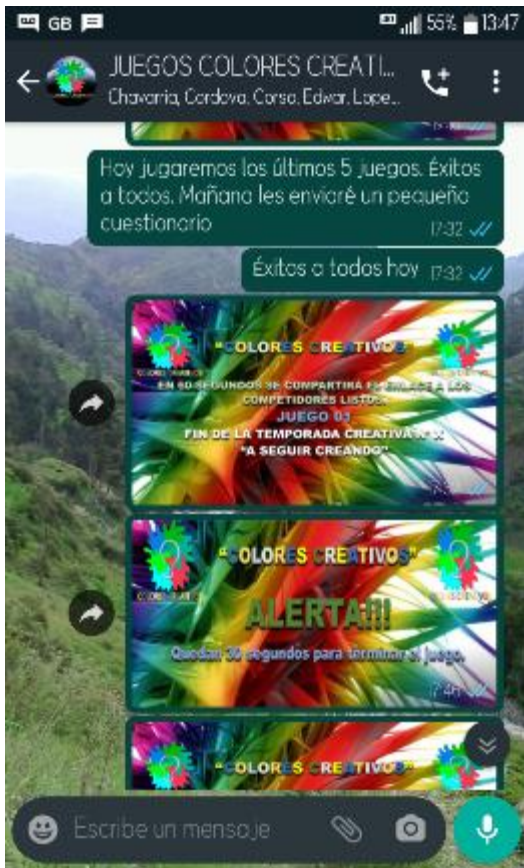 GB 55% 13:47
JUEGOS COLORES CREATI...
Chavarria, Cordova, Corso, Edwar, Lope...
Hoy jugaremos los últimos 5 juegos. Éxitos
a todos. Mañana les enviaré un pequeño
cuestionario
17:32
Éxitos a todos hoy 17:32
"COLORES CREATIVOS"
EN 60 SEGUNDOS SE COMPARTIRÁ EL ENLACE A LOS
COMPETIDORES LISTOS.
JUEGO 03
FIN DE LA TEMPORADA CREATIVA N° X
"A SEGUIR CREANDO"
"COLORES CREATIVOS"
ALERTA!!!
Quedan 30 segundos para terminar el juego.
17:46
"COLORES CREATIVOS"
Escribe un mensaje